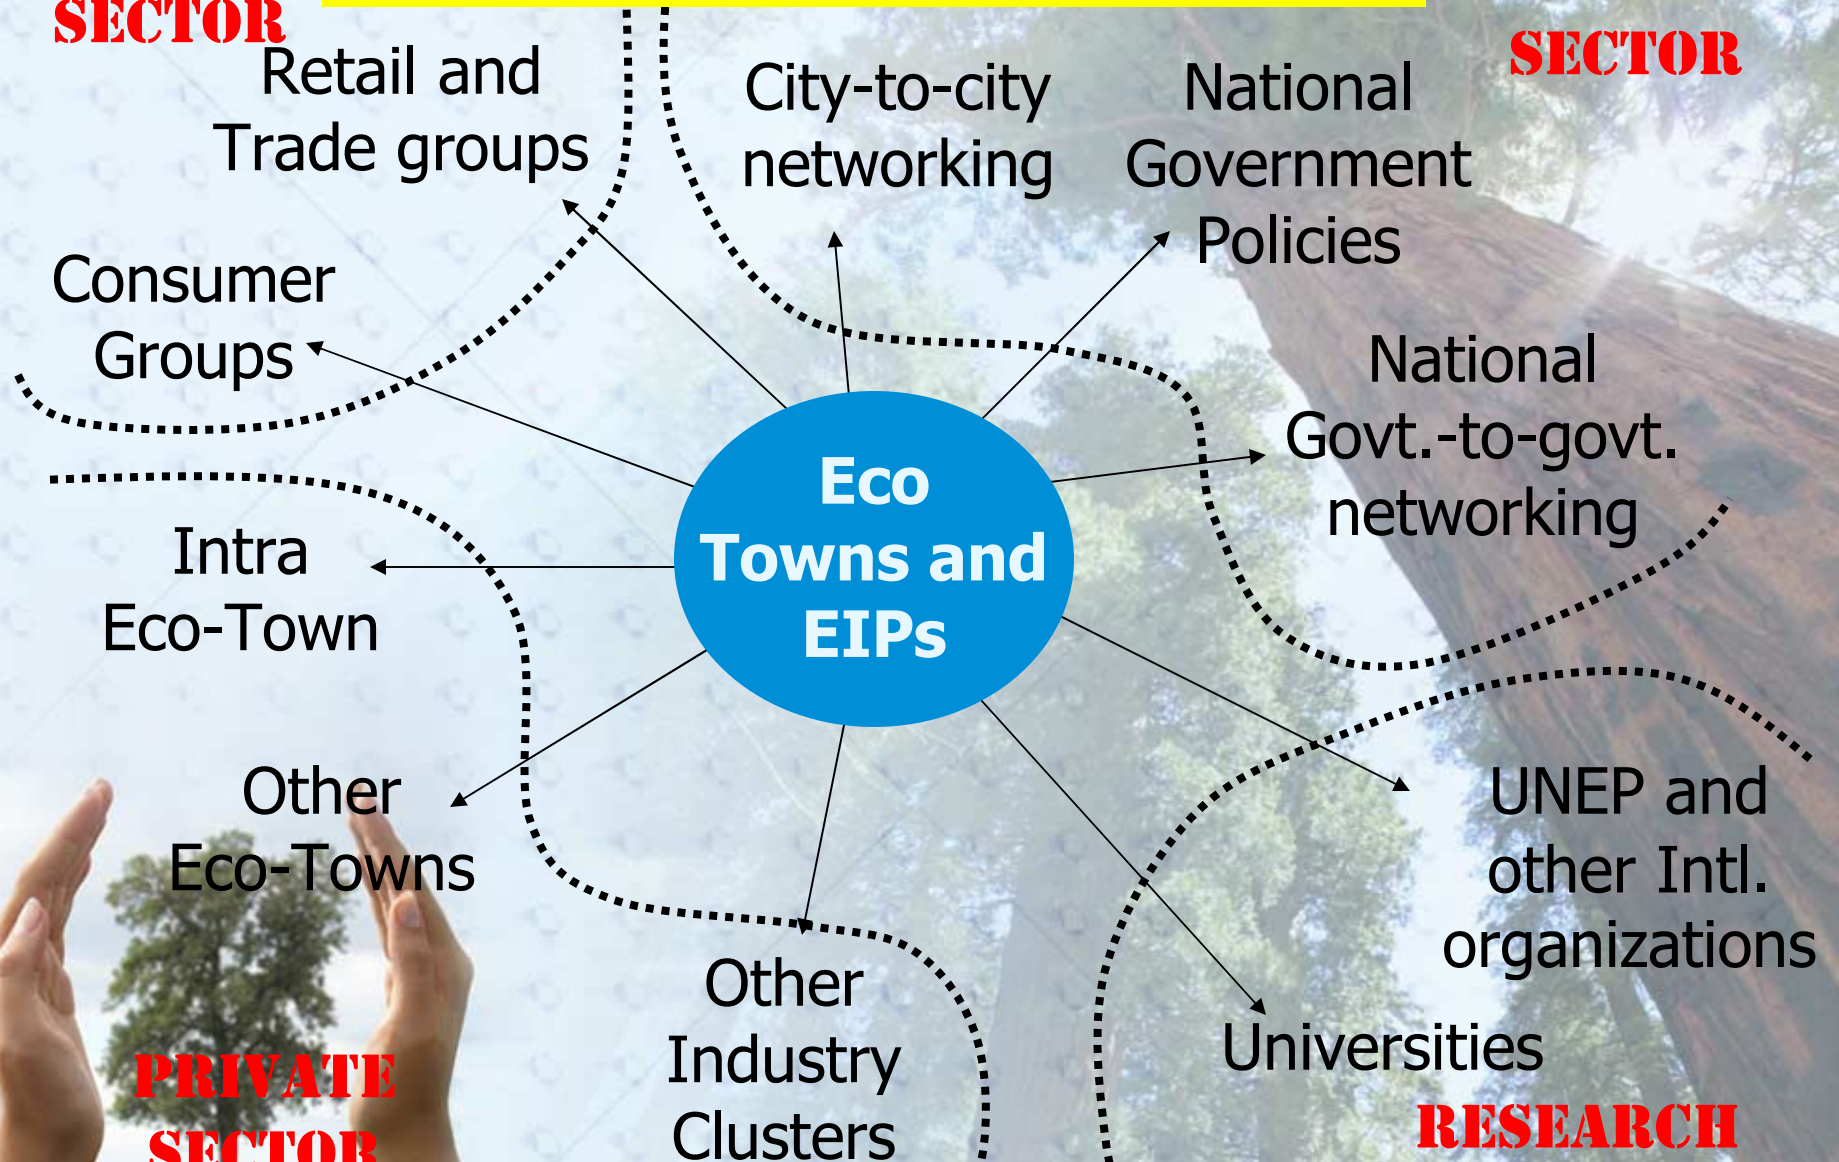 SECTOR
Retail and
Trade groups
City-to-city
networking
National
Government
Policies
SECTOR
Consumer
Groups
National
Govt.-to-govt.
networking
Eco
Towns and
EIPs
Intra
Eco-Town
Other
Eco-Towns
UNEP and
other Intl.
organizations
Other
Industry
Clusters
Universities
PRIVATE
SECTOR
RESEARCH